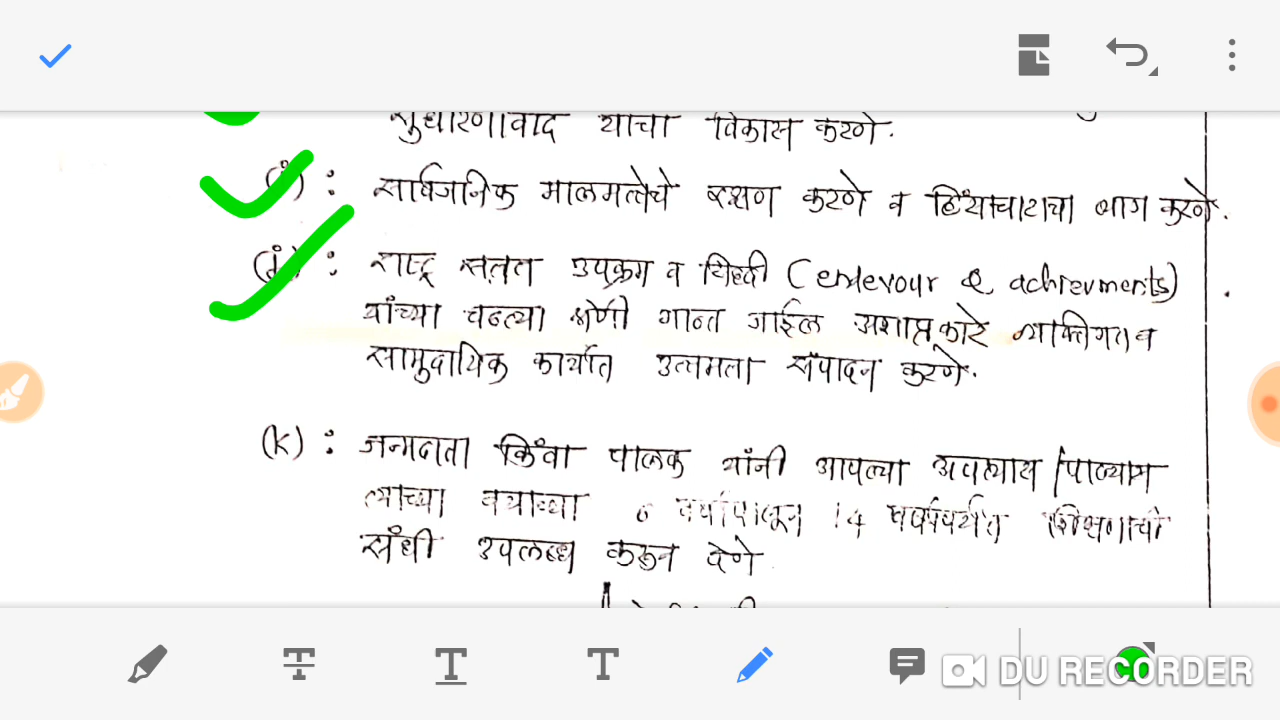 सुधारणावाद यांचा विकास करणे.
(i) : सार्वजनिक मालमत्तेचे रक्षण करणे व हिंसाचाराचा त्याग करणे.
(j) : राष्ट्र सतत उपक्रम व सिद्धी (endevour & achievments)
यांच्या चढत्या श्रेणी गाठत जाईल अशाप्रकारे व्यक्तिगत व
सामुदायिक कार्यात उत्तमता संपादन करणे.
(k) : जन्मदाता किंवा पालक यांनी आपल्या अपत्यास / पाल्यास
त्याच्या वयाच्या 6 वर्षापासून 14 वर्षापर्यंत शिक्षणाची
संधी उपलब्ध करून देणे
DU RECORDER